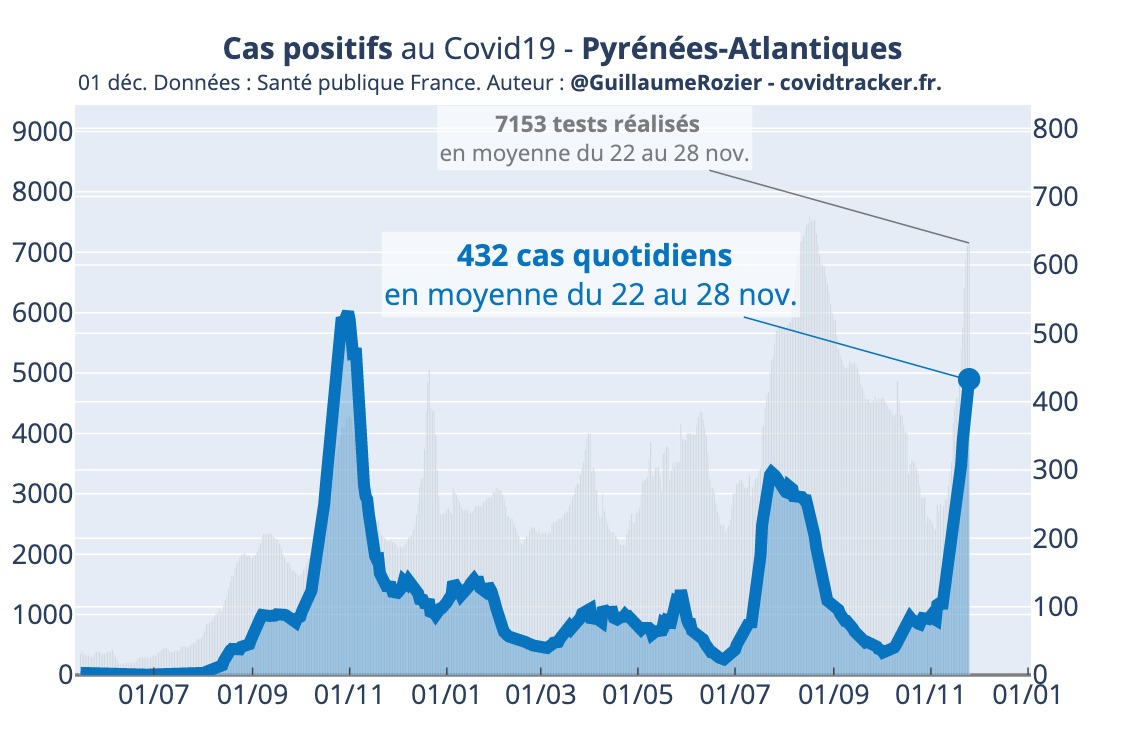 Cas positifs au Covid19 - Pyrénées-Atlantiques
01 déc. Données : Santé publique France. Auteur : @GuillaumeRozier - covidtracker.fr.
7153 tests réalisés
en moyenne du 22 au 28 nov.
432 cas quotidiens
en moyenne du 22 au 28 nov.
9000
8000
7000
6000
5000
4000
3000
2000
1000
0
800
700
600
500
400
300
200
100
0
01/07 01/09 01/11 01/01 01/03 01/05 01/07 01/09 01/11 01/01